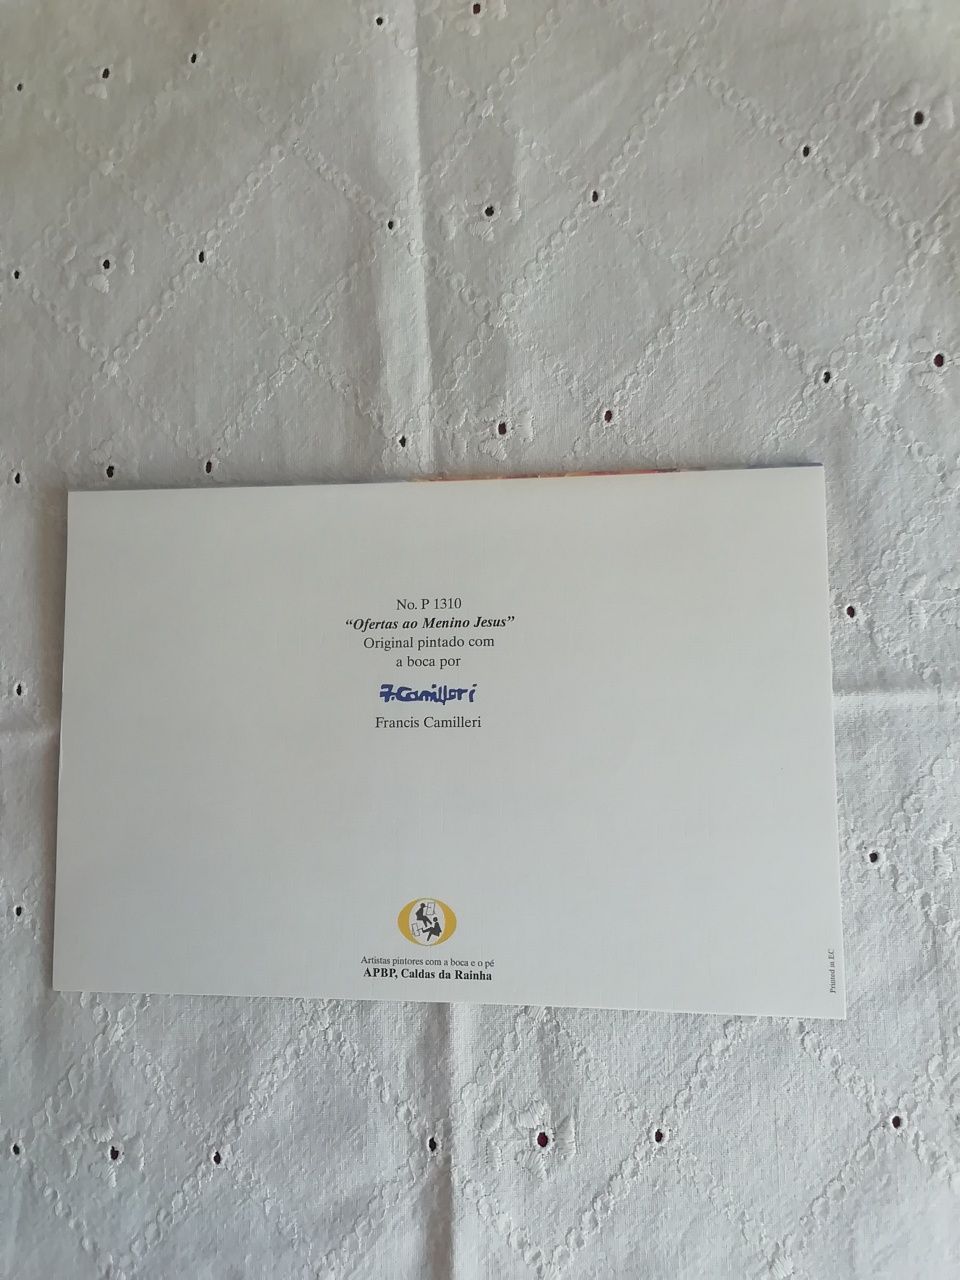 No. P 1310
“Ofertas ao Menino Jesus”
Original pintado com
a boca por
F. Camilleri
Francis Camilleri
Artistas pintores com a boca e o pé
APBP, Caldas da Rainha
Printed in EC